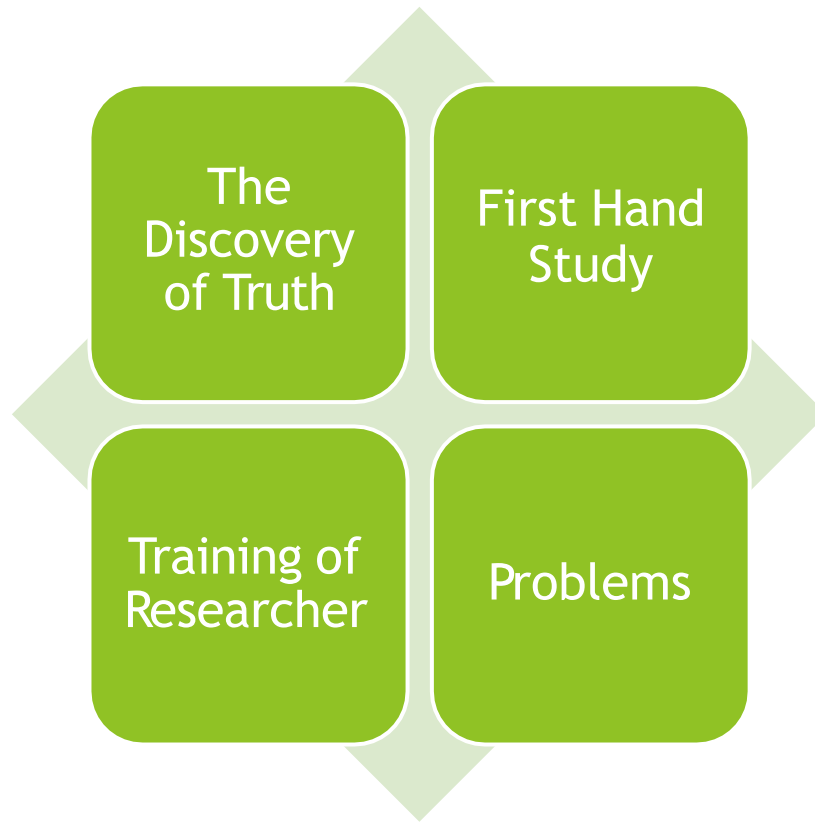 The
Discovery
of Truth
First Hand
Study
Training of
Researcher
Problems